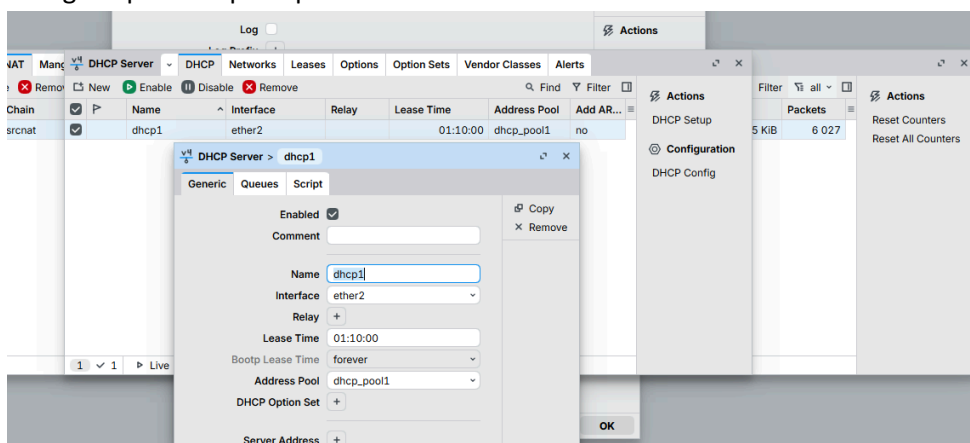 Log
Actions
NAT Mang DHCP Server DHCP Networks Leases Options Option Sets Vendor Classes Alerts
Remo New Enable Disable Remove Find Filter Filter all
Chain Name Interface Relay Lease Time Address Pool Add AR... Packets
srcnat dhcp1 ether2 01:10:00 dhcp_pool1 no 5 KiB 6 027
Actions
DHCP Setup
Configuration
DHCP Config
Actions
Reset Counters
Reset All Counters
DHCP Server > dhcp1
Generic Queues Script
Enabled
Copy
Comment
Remove
Name dhcp1
Interface ether2
Relay +
Lease Time 01:10:00
Bootp Lease Time forever
Address Pool dhcp_pool1
DHCP Option Set +
Server Address +
1 1 Live
OK